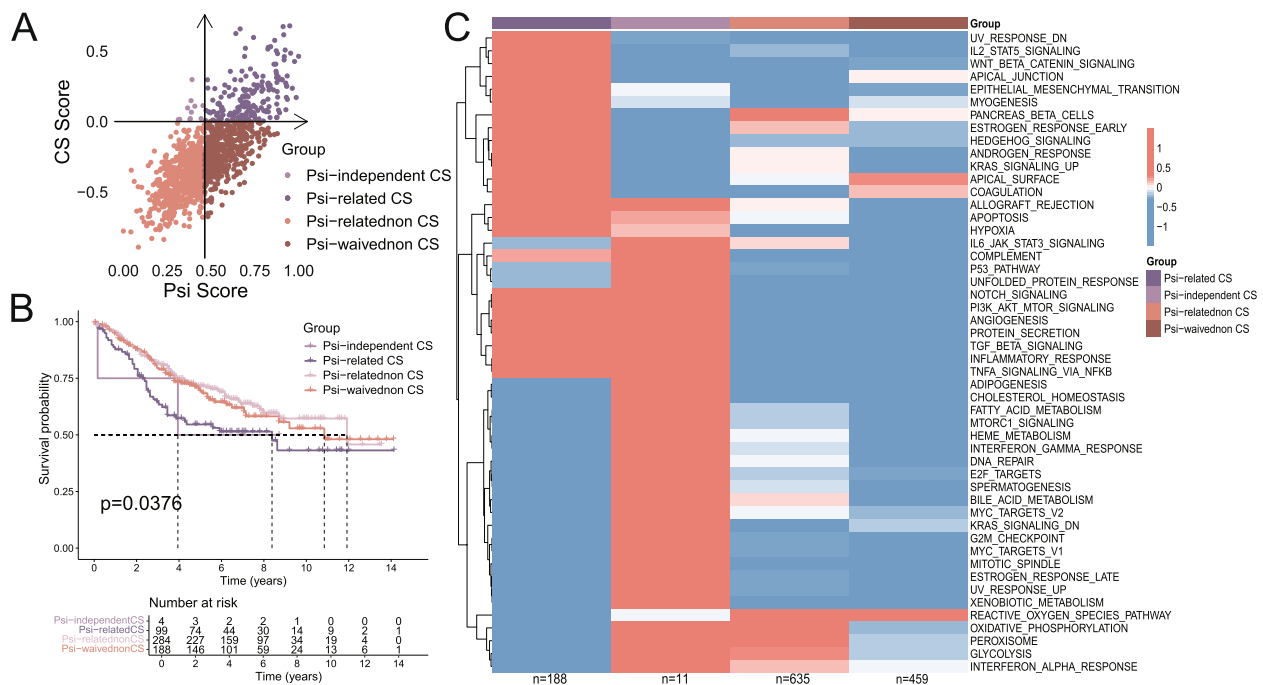 A
CS Score
0.5
0.0
−0.5
0.00 0.25 0.50 0.75 1.00
Psi Score
Group
Psi−independent CS
Psi−related CS
Psi−relatednon CS
Psi−waivednon CS
B
Survival probability
1.00
0.75
0.50
0.25
0.00
p=0.0376
0 2 4 6 8 10 12 14
Time (years)
Group
Psi−independent CS
Psi−related CS
Psi−relatednon CS
Psi−waivednon CS
Number at risk
Psi−independentCS 4 3 2 2 1 0 0 0
Psi−relatedCS 99 74 44 30 14 9 2 1
Psi−relatednonCS 284 227 159 97 34 19 4 0
Psi−waivednonCS 188 146 101 59 24 13 6 1
0 2 4 6 8 10 12 14
Time (years)
C
Group
UV_RESPONSE_DN
IL2_STAT5_SIGNALING
WNT_BETA_CATENIN_SIGNALING
APICAL_JUNCTION
EPITHELIAL_MESENCHYMAL_TRANSITION
MYOGENESIS
PANCREAS_BETA_CELLS
ESTROGEN_RESPONSE_EARLY
HEDGEHOG_SIGNALING
ANDROGEN_RESPONSE
KRAS_SIGNALING_UP
APICAL_SURFACE
COAGULATION
ALLOGRAFT_REJECTION
APOPTOSIS
HYPOXIA
IL6_JAK_STAT3_SIGNALING
COMPLEMENT
P53_PATHWAY
UNFOLDED_PROTEIN_RESPONSE
NOTCH_SIGNALING
PI3K_AKT_MTOR_SIGNALING
ANGIOGENESIS
PROTEIN_SECRETION
TGF_BETA_SIGNALING
INFLAMMATORY_RESPONSE
TNFA_SIGNALING_VIA_NFKB
ADIPOGENESIS
CHOLESTEROL_HOMEOSTASIS
FATTY_ACID_METABOLISM
MTORC1_SIGNALING
HEME_METABOLISM
INTERFERON_GAMMA_RESPONSE
DNA_REPAIR
E2F_TARGETS
SPERMATOGENESIS
BILE_ACID_METABOLISM
MYC_TARGETS_V2
KRAS_SIGNALING_DN
G2M_CHECKPOINT
MYC_TARGETS_V1
MITOTIC_SPINDLE
ESTROGEN_RESPONSE_LATE
UV_RESPONSE_UP
XENOBIOTIC_METABOLISM
REACTIVE_OXYGEN_SPECIES_PATHWAY
OXIDATIVE_PHOSPHORYLATION
PEROXISOME
GLYCOLYSIS
INTERFERON_ALPHA_RESPONSE
n=188 n=11 n=635 n=459
1
0.5
0
−0.5
−1
Group
Psi−related CS
Psi−independent CS
Psi−relatednon CS
Psi−waivednon CS